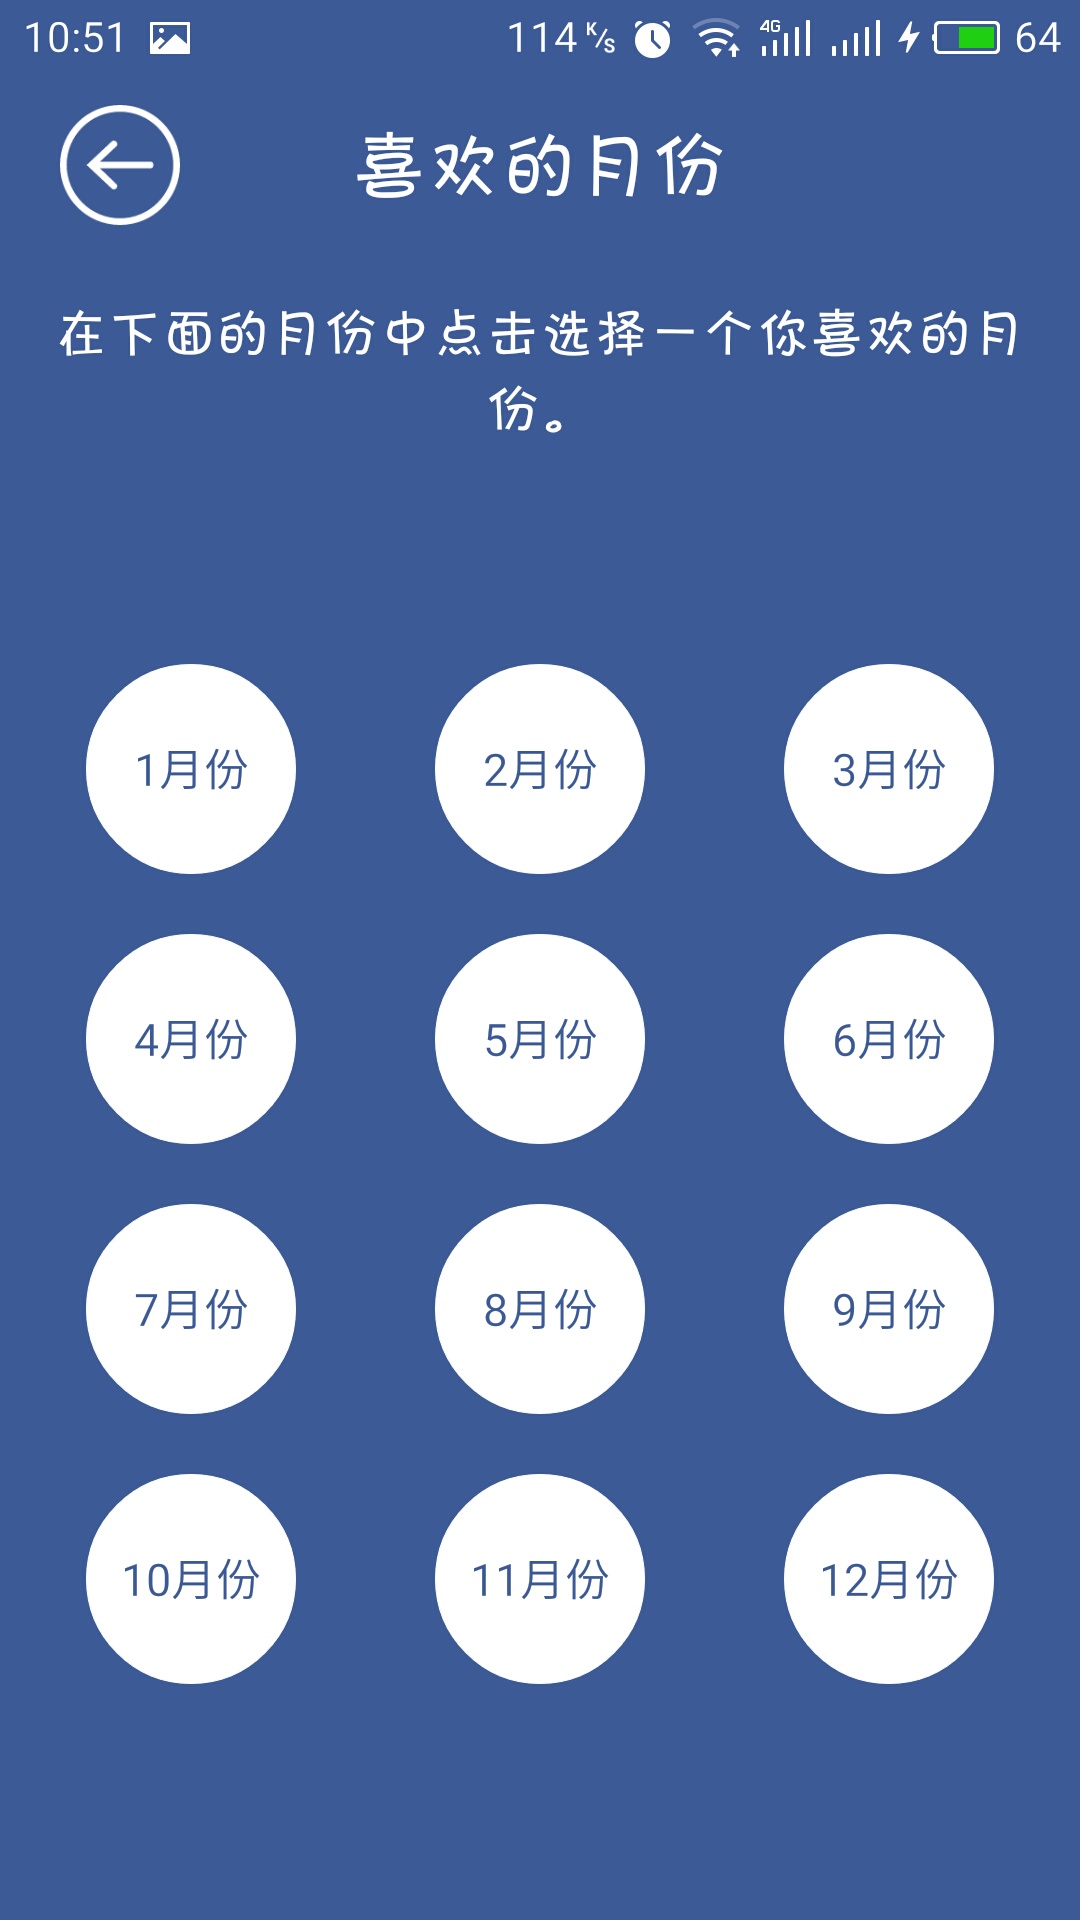 10:51 114 K/s 4G 64
喜欢的月份
在下面的月份中点击选择一个你喜欢的月
份。
1月份 2月份 3月份
4月份 5月份 6月份
7月份 8月份 9月份
10月份 11月份 12月份